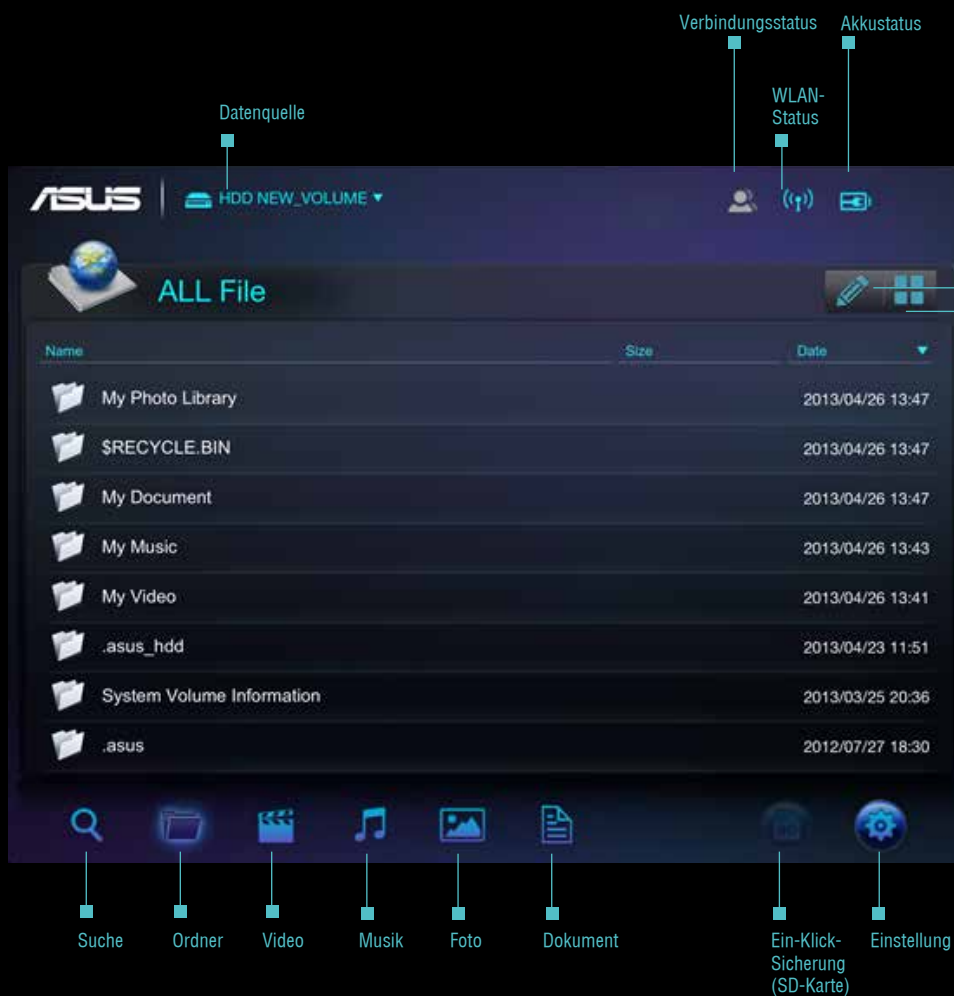 Verbindungsstatus Akkustatus
WLAN-
Status
Datenquelle
ASUS HDD NEW_VOLUME
ALL File
Name Size Date
My Photo Library 2013/04/26 13:47
$RECYCLE.BIN 2013/04/26 13:47
My Document 2013/04/26 13:47
My Music 2013/04/26 13:43
My Video 2013/04/26 13:41
.asus_hdd 2013/04/23 11:51
System Volume Information 2013/03/25 20:36
.asus 2012/07/27 18:30
Suche Ordner Video Musik Foto Dokument Ein-Klick- Einstellung
Sicherung
(SD-Karte)